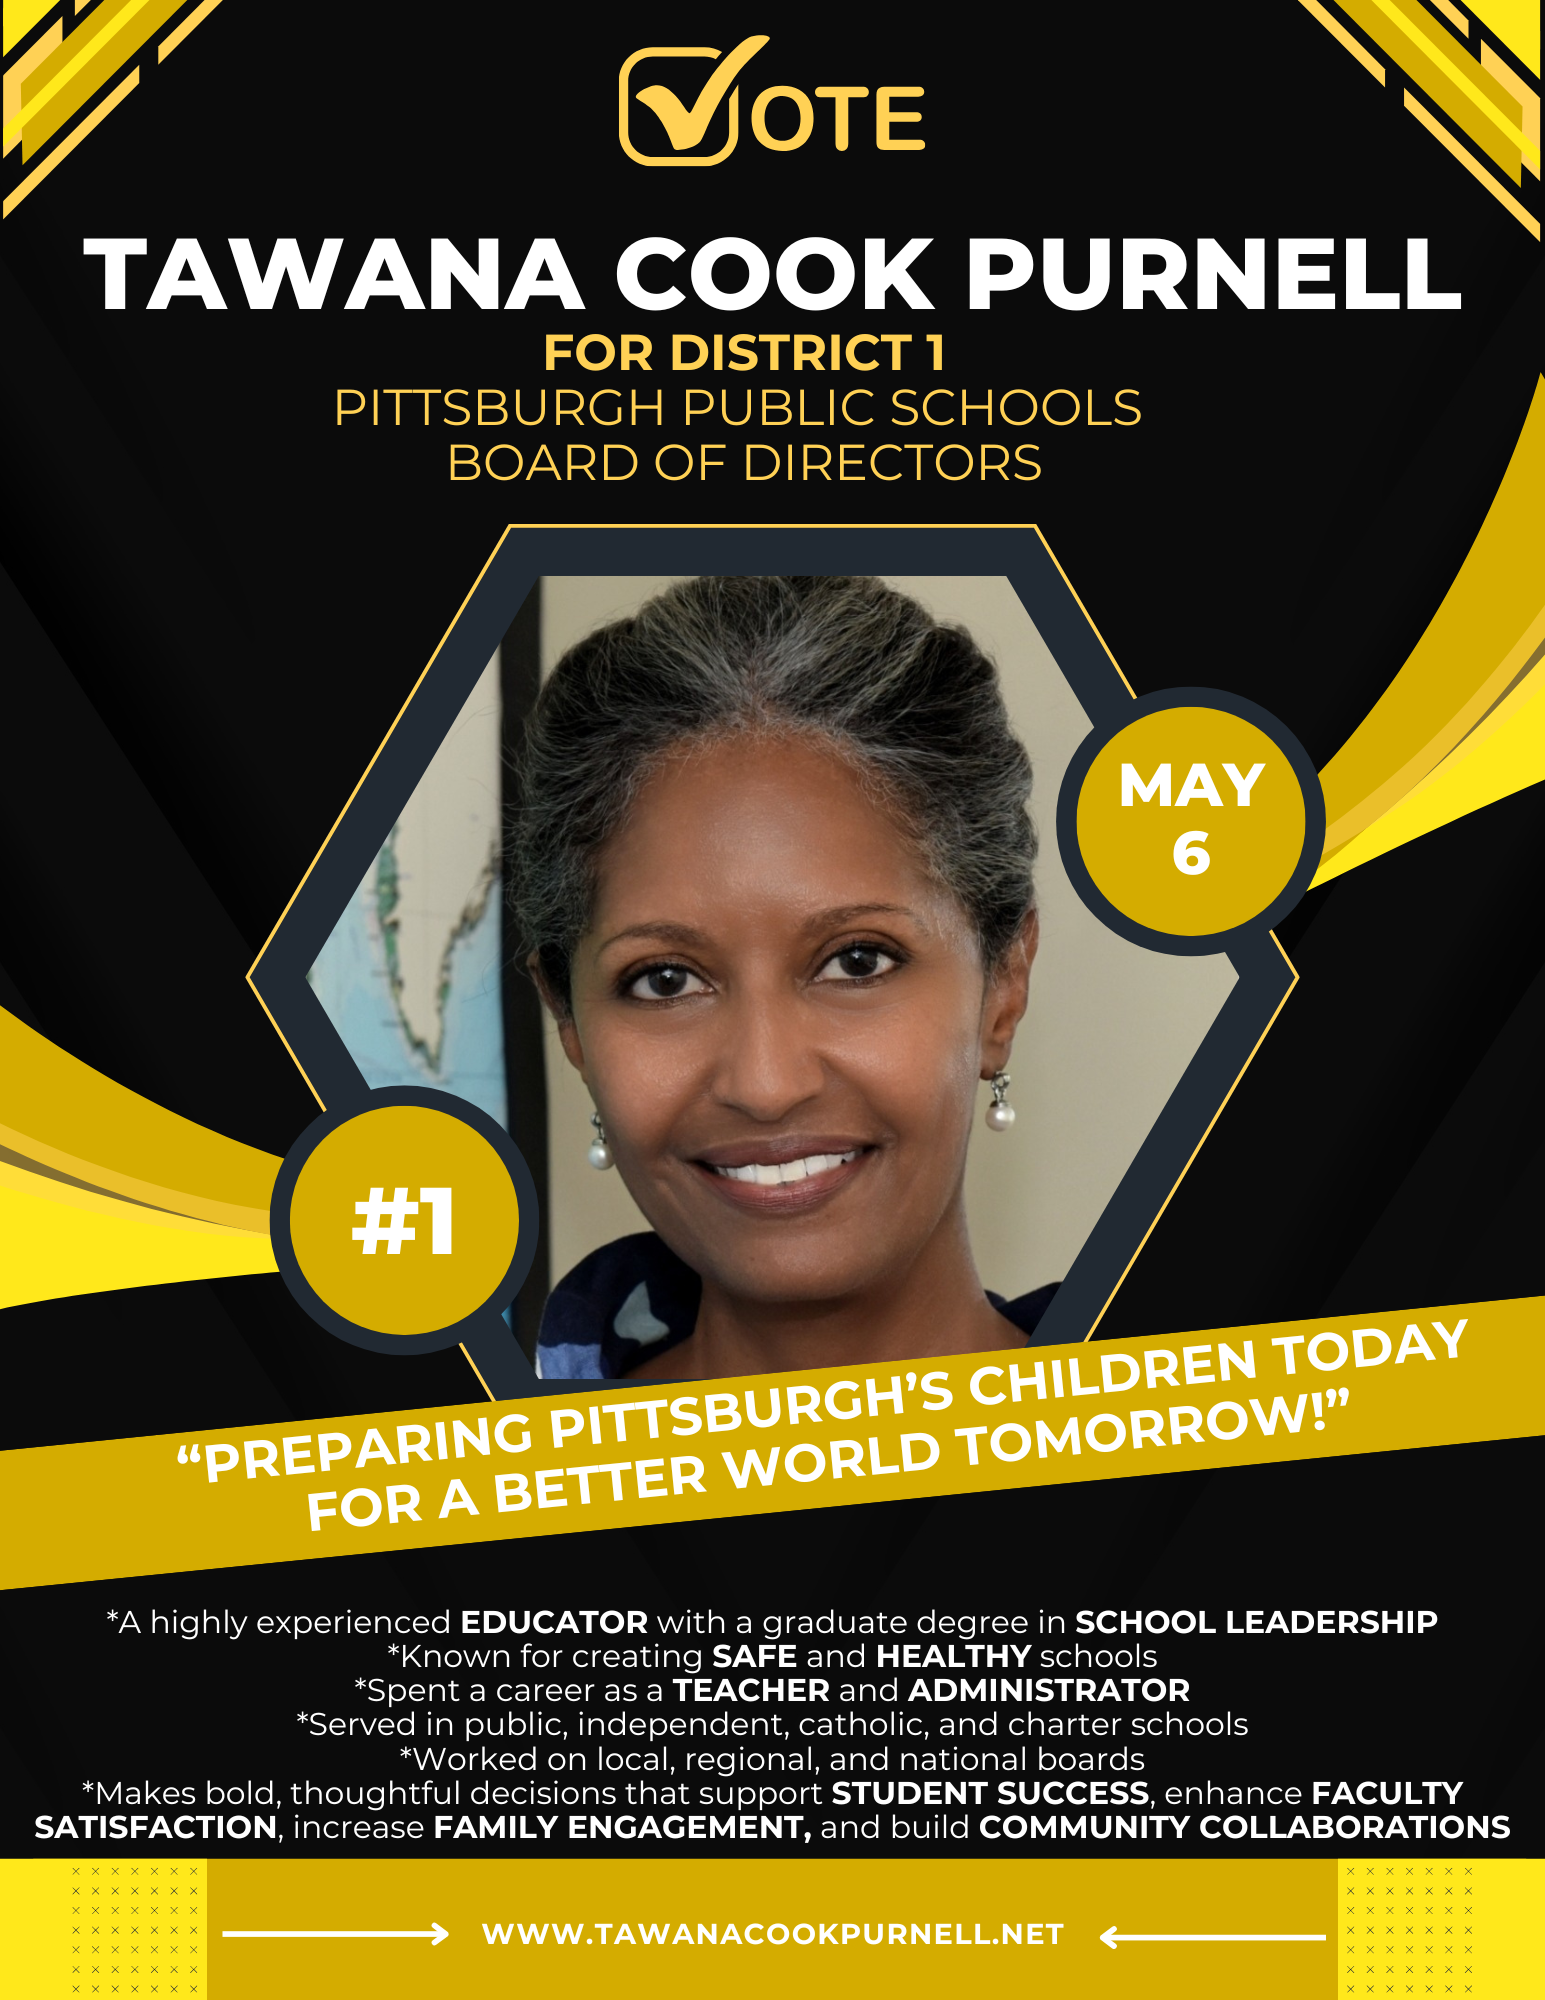 VOTE
TAWANA COOK PURNELL
FOR DISTRICT 1
PITTSBURGH PUBLIC SCHOOLS
BOARD OF DIRECTORS
MAY
6
#1
“PREPARING PITTSBURGH’S CHILDREN TODAY
FOR A BETTER WORLD TOMORROW!”
*A highly experienced EDUCATOR with a graduate degree in SCHOOL LEADERSHIP
*Known for creating SAFE and HEALTHY schools
*Spent a career as a TEACHER and ADMINISTRATOR
*Served in public, independent, catholic, and charter schools
*Worked on local, regional, and national boards
*Makes bold, thoughtful decisions that support STUDENT SUCCESS, enhance FACULTY
SATISFACTION, increase FAMILY ENGAGEMENT, and build COMMUNITY COLLABORATIONS
WWW.TAWANACOOKPURNELL.NET